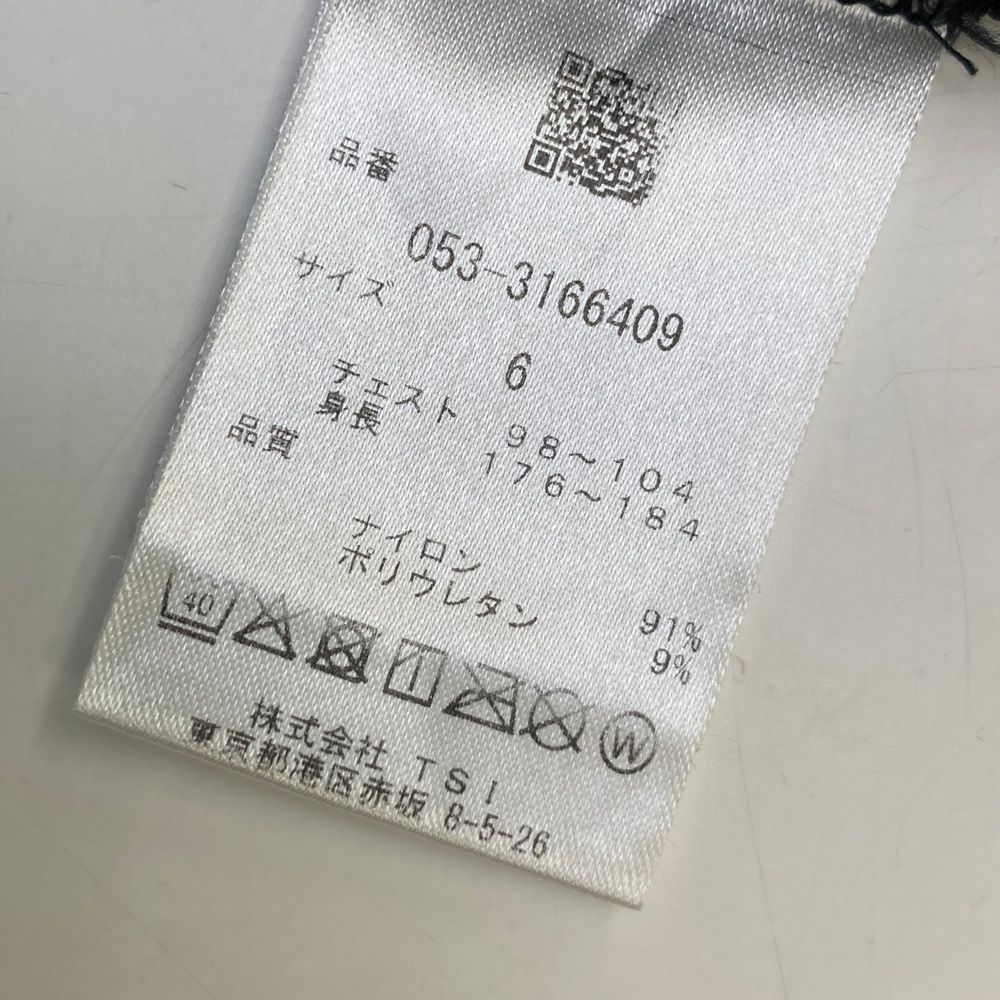 品番
053-3166409
サイズ
6
チェスト 98～104
身長 176～184
品質
ナイロン 91%
ポリウレタン 9%
40 W
株式会社 TSI
東京都港区赤坂 8-5-26